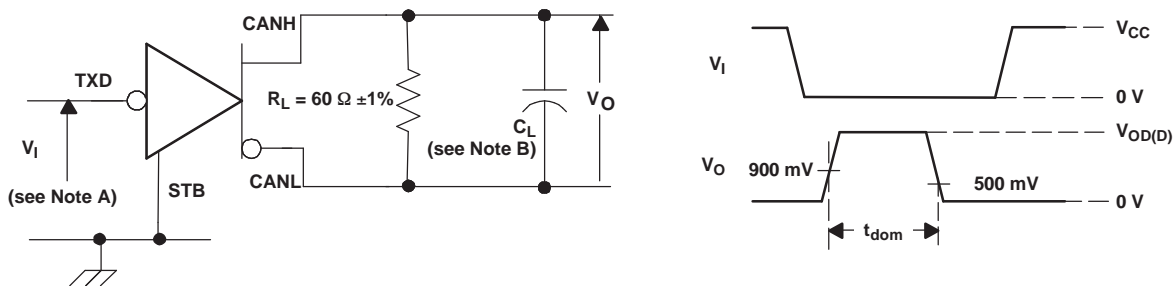 CANH
TXD
R_L = 60 Ω ±1%
V_O
C_L
(see Note B)
V_I
(see Note A)
STB
CANL
V_I
V_CC
0 V
V_O
900 mV
V_OD(D)
500 mV
0 V
t_dom